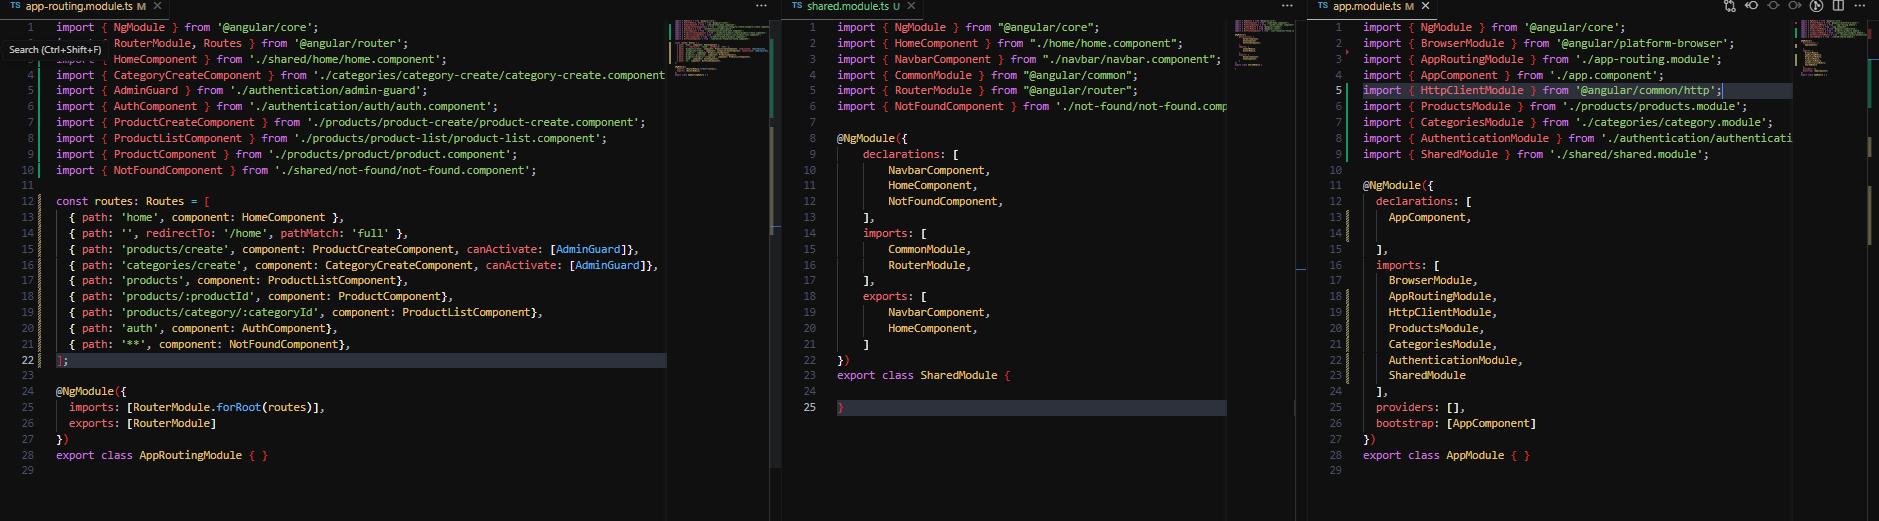 TS app-routing.module.ts M
1 import { NgModule } from '@angular/core';
Search (Ctrl+Shift+F)
RouterModule, Routes } from '@angular/router';
HomeComponent } from './shared/home/home.component';
4 import { CategoryCreateComponent } from './categories/category-create/category-create.component
5 import { AdminGuard } from './authentication/admin-guard';
6 import { AuthComponent } from './authentication/auth/auth.component';
7 import { ProductCreateComponent } from './products/product-create/product-create.component';
8 import { ProductListComponent } from './products/product-list/product-list.component';
9 import { ProductComponent } from './products/product/product.component';
10 import { NotFoundComponent } from './shared/not-found/not-found.component';
11
12 const routes: Routes = [
13 { path: 'home', component: HomeComponent },
14 { path: '', redirectTo: '/home', pathMatch: 'full' },
15 { path: 'products/create', component: ProductCreateComponent, canActivate: [AdminGuard]},
16 { path: 'categories/create', component: CategoryCreateComponent, canActivate: [AdminGuard]},
17 { path: 'products', component: ProductListComponent},
18 { path: 'products/:productId', component: ProductComponent},
19 { path: 'products/category/:categoryId', component: ProductListComponent},
20 { path: 'auth', component: AuthComponent},
21 { path: '**', component: NotFoundComponent},
22 ];
23
24 @NgModule({
25 imports: [RouterModule.forRoot(routes)],
26 exports: [RouterModule]
27 })
28 export class AppRoutingModule { }
29
TS shared.module.ts U
1 import { NgModule } from "@angular/core";
2 import { HomeComponent } from "./home/home.component";
3 import { NavbarComponent } from "./navbar/navbar.component";
4 import { CommonModule } from "@angular/common";
5 import { RouterModule } from "@angular/router";
6 import { NotFoundComponent } from './not-found/not-found.comp
7
8 @NgModule({
9 declarations: [
10 NavbarComponent,
11 HomeComponent,
12 NotFoundComponent,
13 ],
14 imports: [
15 CommonModule,
16 RouterModule,
17 ],
18 exports: [
19 NavbarComponent,
20 HomeComponent,
21 ]
22 })
23 export class SharedModule {
24
25 }
TS app.module.ts M
1 import { NgModule } from '@angular/core';
2 import { BrowserModule } from '@angular/platform-browser';
3 import { AppRoutingModule } from './app-routing.module';
4 import { AppComponent } from './app.component';
5 import { HttpClientModule } from '@angular/common/http';
6 import { ProductsModule } from './products/products.module';
7 import { CategoriesModule } from './categories/category.module';
8 import { AuthenticationModule } from './authentication/authenticati
9 import { SharedModule } from './shared/shared.module';
10
11 @NgModule({
12 declarations: [
13 AppComponent,
14
15 ],
16 imports: [
17 BrowserModule,
18 AppRoutingModule,
19 HttpClientModule,
20 ProductsModule,
21 CategoriesModule,
22 AuthenticationModule,
23 SharedModule
24 ],
25 providers: [],
26 bootstrap: [AppComponent]
27 })
28 export class AppModule { }
29